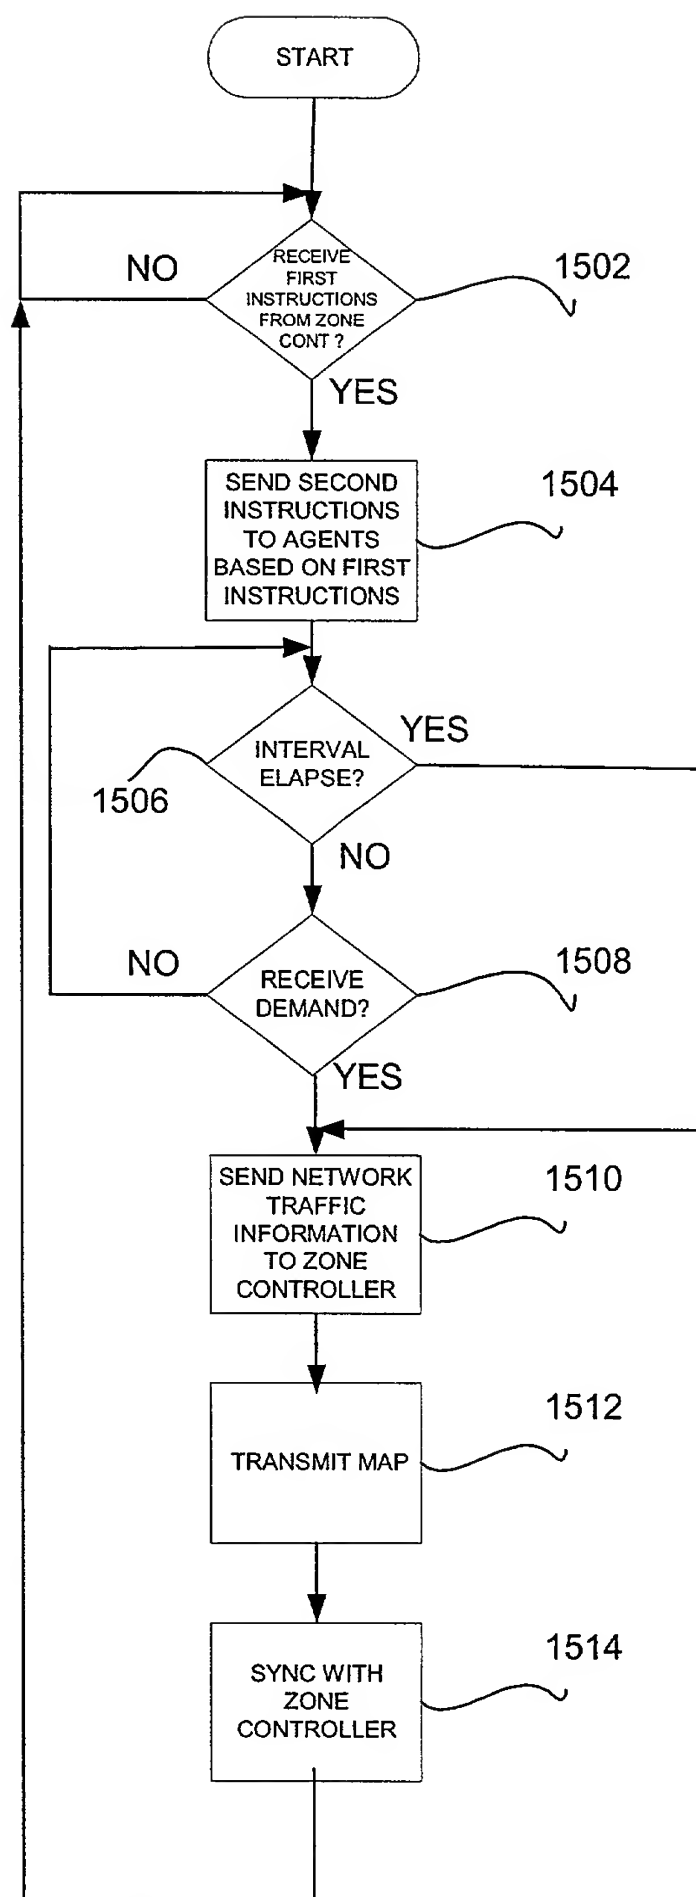 START
NO
RECEIVE
FIRST
INSTRUCTIONS
FROM ZONE
CONT ?
1502
YES
SEND SECOND
INSTRUCTIONS
TO AGENTS
BASED ON FIRST
INSTRUCTIONS
1504
INTERVAL
ELAPSE?
YES
1506
NO
NO
RECEIVE
DEMAND?
1508
YES
SEND NETWORK
TRAFFIC
INFORMATION
TO ZONE
CONTROLLER
1510
TRANSMIT MAP
1512
SYNC WITH
ZONE
CONTROLLER
1514